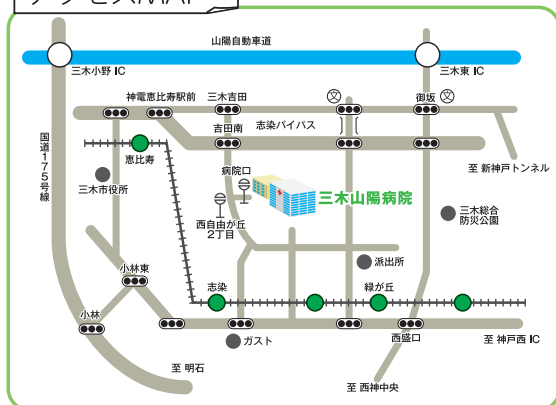 アクセスMAP
山陽自動車道
三木小野 IC
三木東 IC
神電恵比寿駅前
三木吉田
文
御坂
文
吉田南
志染バイパス
国道175号線
恵比寿
三木市役所
病院口
至 新神戸トンネル
三木山陽病院
西自由が丘
2丁目
三木総合
防災公園
派出所
小林東
志染
緑が丘
小林
ガスト
西盛口
至 神戸西 IC
至 明石
至 西神中央